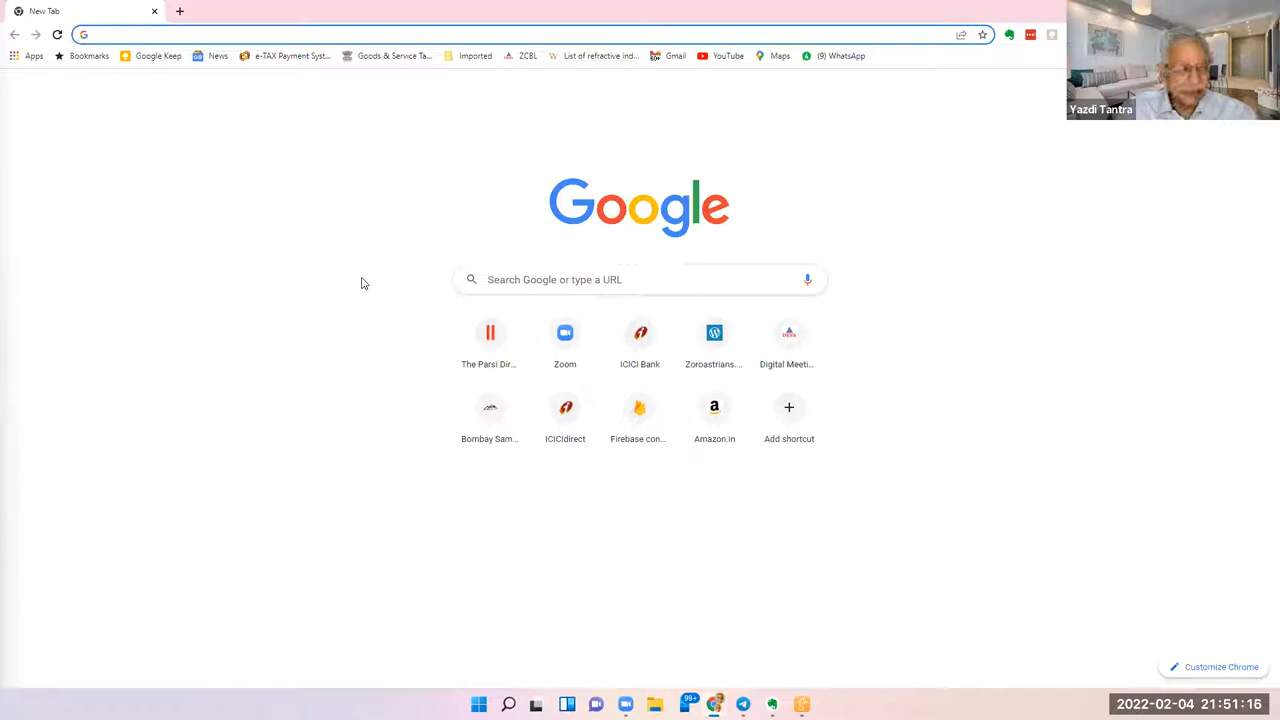 New Tab
Apps Bookmarks Google Keep News e-TAX Payment Syst... Goods & Service Ta... Imported ZCBL List of refractive ind... Gmail YouTube Maps (9) WhatsApp
Yazdi Tantra
Google
Search Google or type a URL
The Parsi Dir... Zoom ICICI Bank Zoroastrians.... Digital Meeti...
Bombay Sam... ICICIdirect Firebase con... Amazon.in Add shortcut
Customize Chrome
99+
2022-02-04 21:51:16